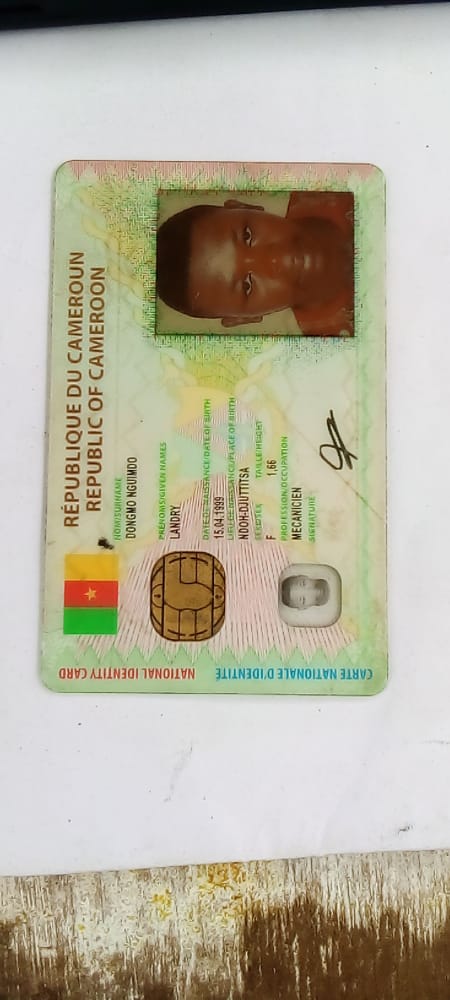 RÉPUBLIQUE DU CAMEROUN
REPUBLIC OF CAMEROON
NOM/SURNAME
DONGMO NGUIMDO
PRÉNOMS/GIVEN NAMES
LANDRY
DATE DE NAISSANCE/DATE OF BIRTH
15.04.1999
LIEU DE NAISSANCE/PLACE OF BIRTH
NDOH-DJUTTITSA
SEXE/SEX TAILLE/HEIGHT
F 1,66
PROFESSION/OCCUPATION
MECANICIEN
SIGNATURE
CARTE NATIONALE D'IDENTITÉ NATIONAL IDENTITY CARD